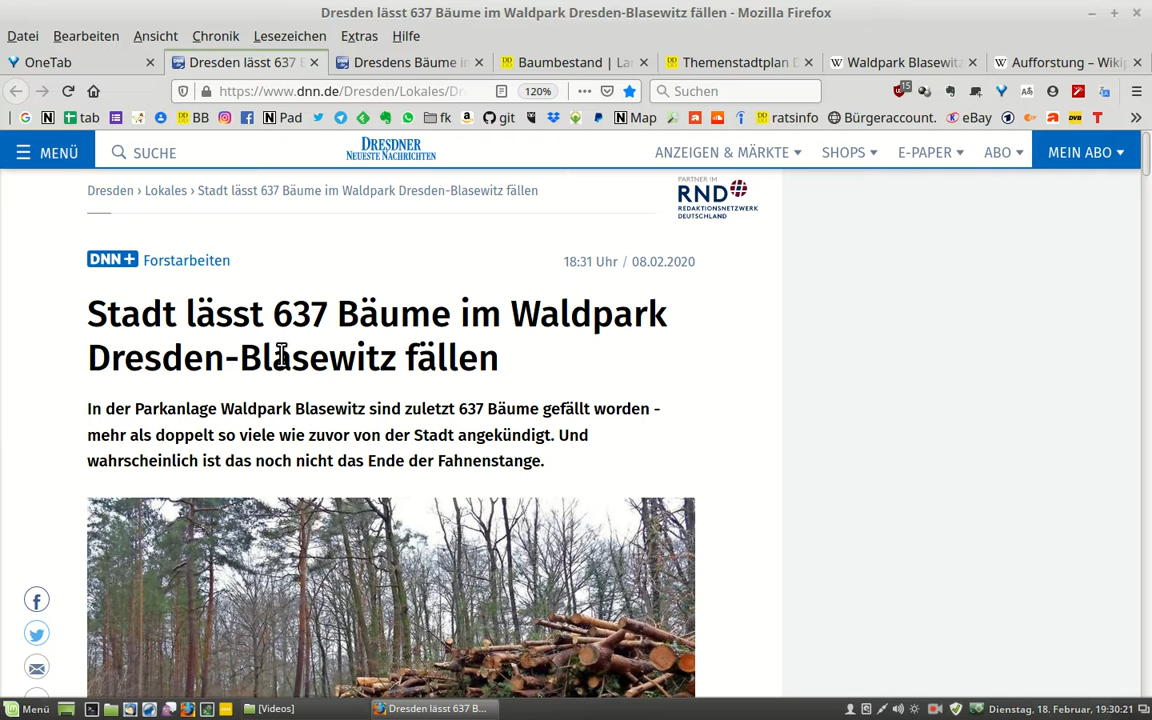 Dresden lässt 637 Bäume im Waldpark Dresden-Blasewitz fällen - Mozilla Firefox
Datei Bearbeiten Ansicht Chronik Lesezeichen Extras Hilfe
OneTab Dresden lässt 637 Dresdens Bäume in Baumbestand | La Themenstadtplan D Waldpark Blasewitz Aufforstung – Wiki
https://www.dnn.de/Dresden/Lokales/D 120% Suchen 15
tab BB Pad fk git Map ratsinfo Bürgeraccount. eBay
MENÜ SUCHE DRESDNER NEUESTE NACHRICHTEN ANZEIGEN & MÄRKTE SHOPS E-PAPER ABO MEIN ABO
Dresden › Lokales › Stadt lässt 637 Bäume im Waldpark Dresden-Blasewitz fällen
PARTNER IM
RND
REDAKTIONSNETZWERK
DEUTSCHLAND
DNN+ Forstarbeiten 18:31 Uhr / 08.02.2020
Stadt lässt 637 Bäume im Waldpark
Dresden-Blasewitz fällen
In der Parkanlage Waldpark Blasewitz sind zuletzt 637 Bäume gefällt worden -
mehr als doppelt so viele wie zuvor von der Stadt angekündigt. Und
wahrscheinlich ist das noch nicht das Ende der Fahnenstange.
Menü [Videos] Dresden lässt 637 B... Dienstag, 18. Februar, 19:30:21